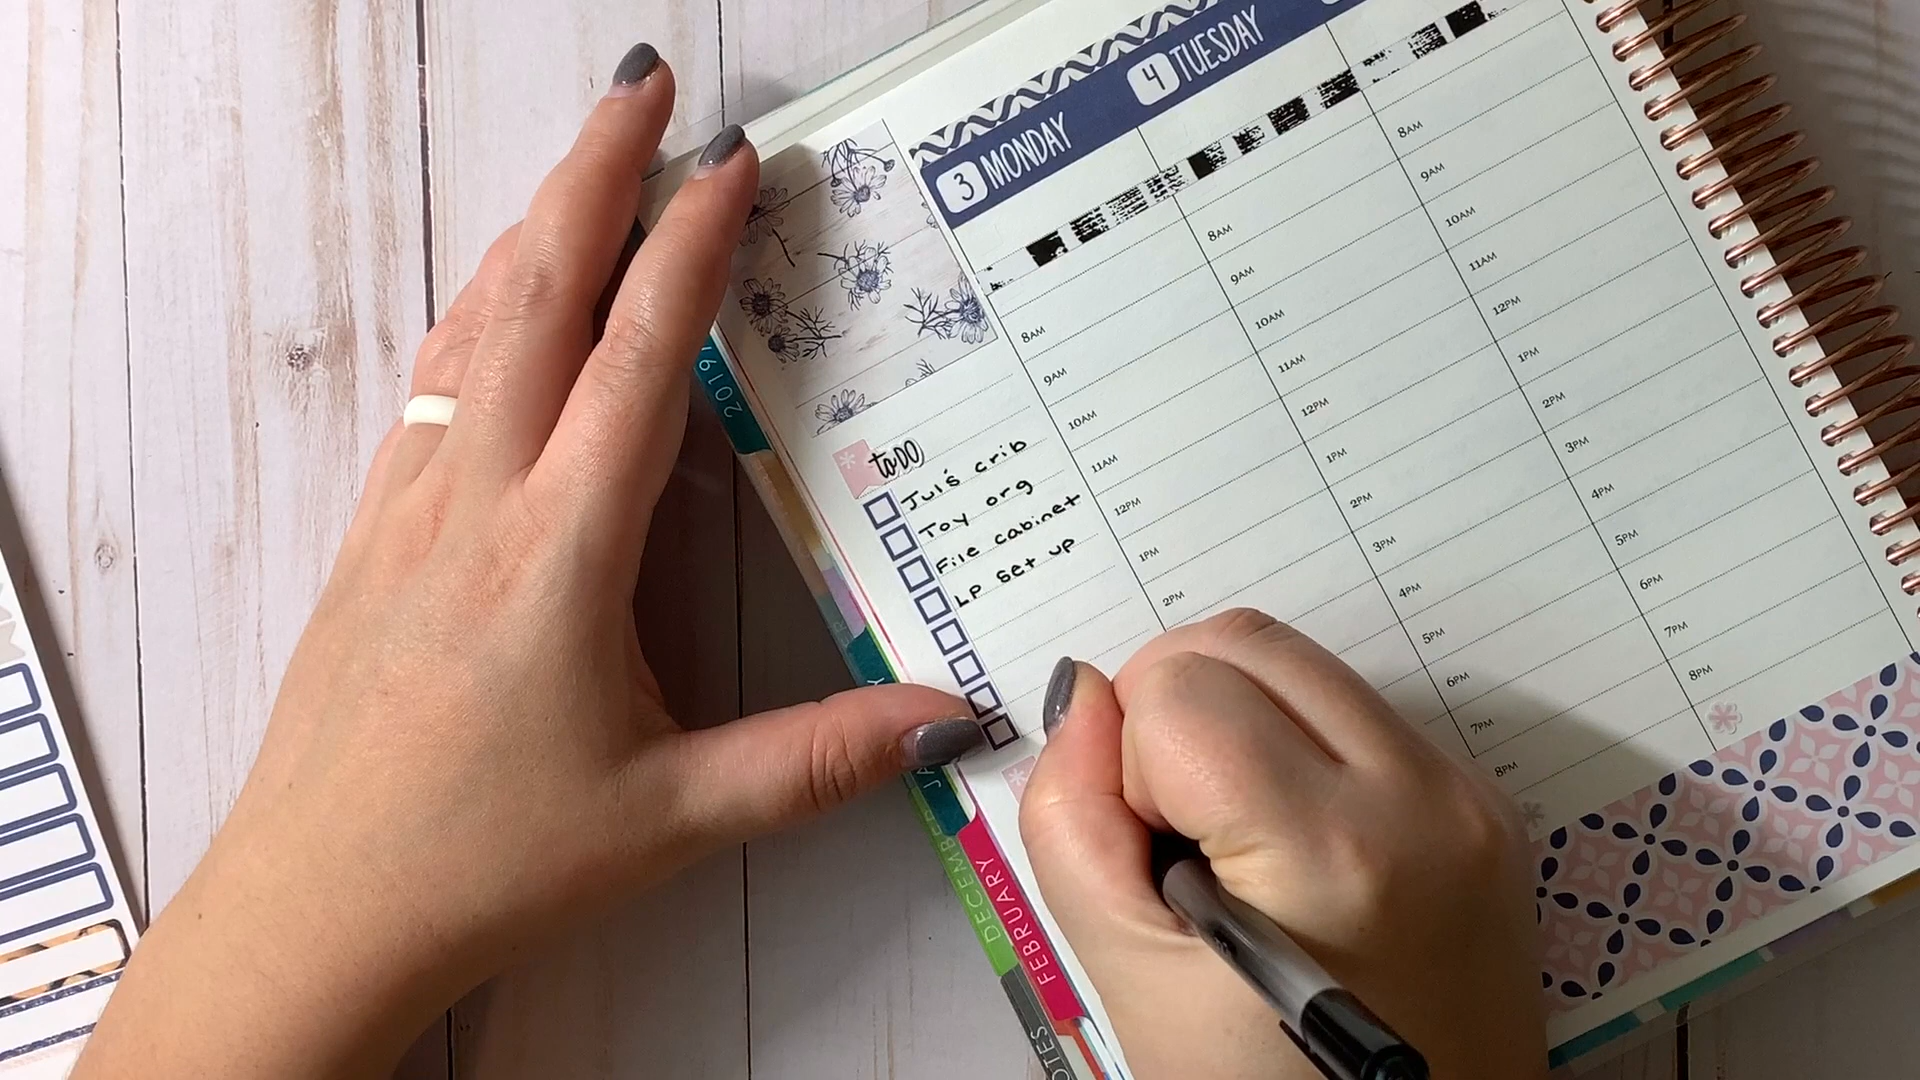 3 MONDAY
4 TUESDAY
to DO
Jul's crib
Toy org
File cabinet
LP set up
8AM
9AM
10AM
11AM
12PM
1PM
2PM
8AM
9AM
10AM
11AM
12PM
1PM
2PM
3PM
4PM
5PM
6PM
7PM
8PM
8AM
9AM
10AM
11AM
12PM
1PM
2PM
3PM
4PM
5PM
6PM
7PM
8PM
2019
DECEMBER
FEBRUARY